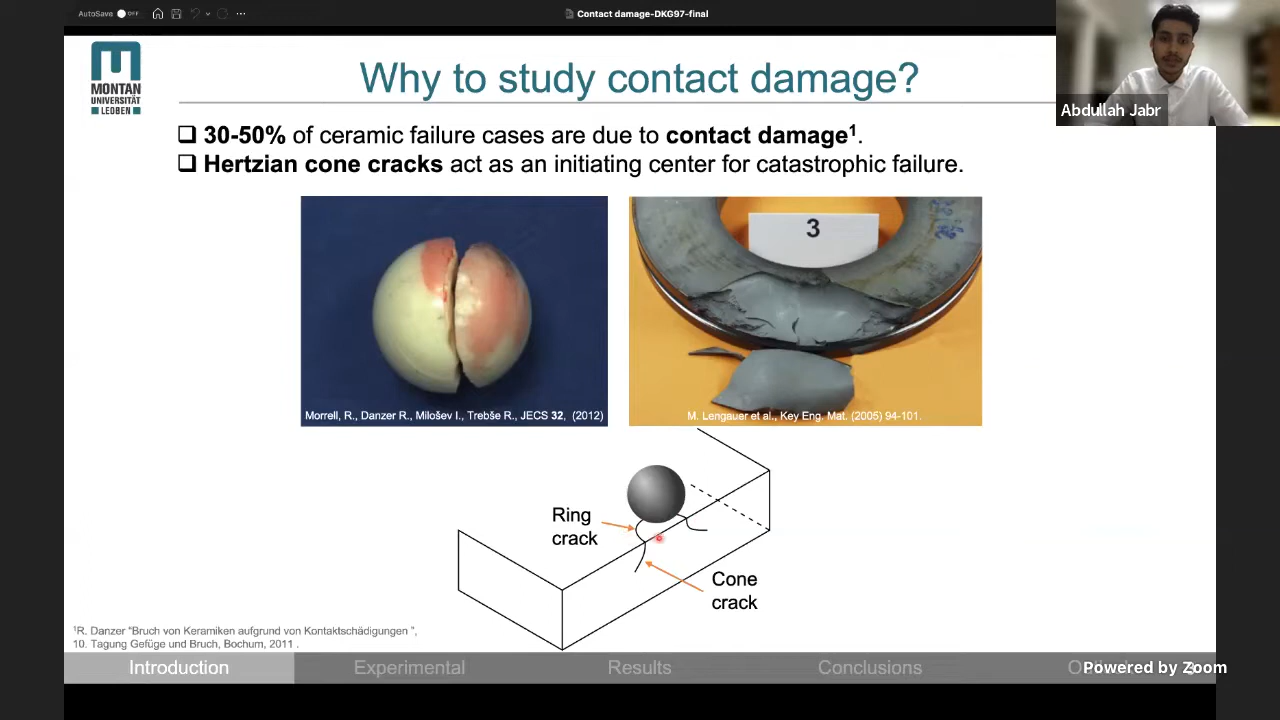 AutoSave OFF
Contact damage-DKG97-final
Abdullah Jabr
MONTAN
UNIVERSITÄT
LEOBEN
Why to study contact damage?
30-50% of ceramic failure cases are due to contact damage¹.
Hertzian cone cracks act as an initiating center for catastrophic failure.
3
Morrell, R., Danzer R., Milošev I., Trebše R., JECS 32, (2012)
M. Lengauer et al., Key Eng. Mat. (2005) 94-101.
Ring
crack
Cone
crack
¹R. Danzer "Bruch von Keramiken aufgrund von Kontaktschädigungen ",
10. Tagung Gefüge und Bruch, Bochum, 2011 .
Introduction
Experimental
Results
Conclusions
Powered by Zoom